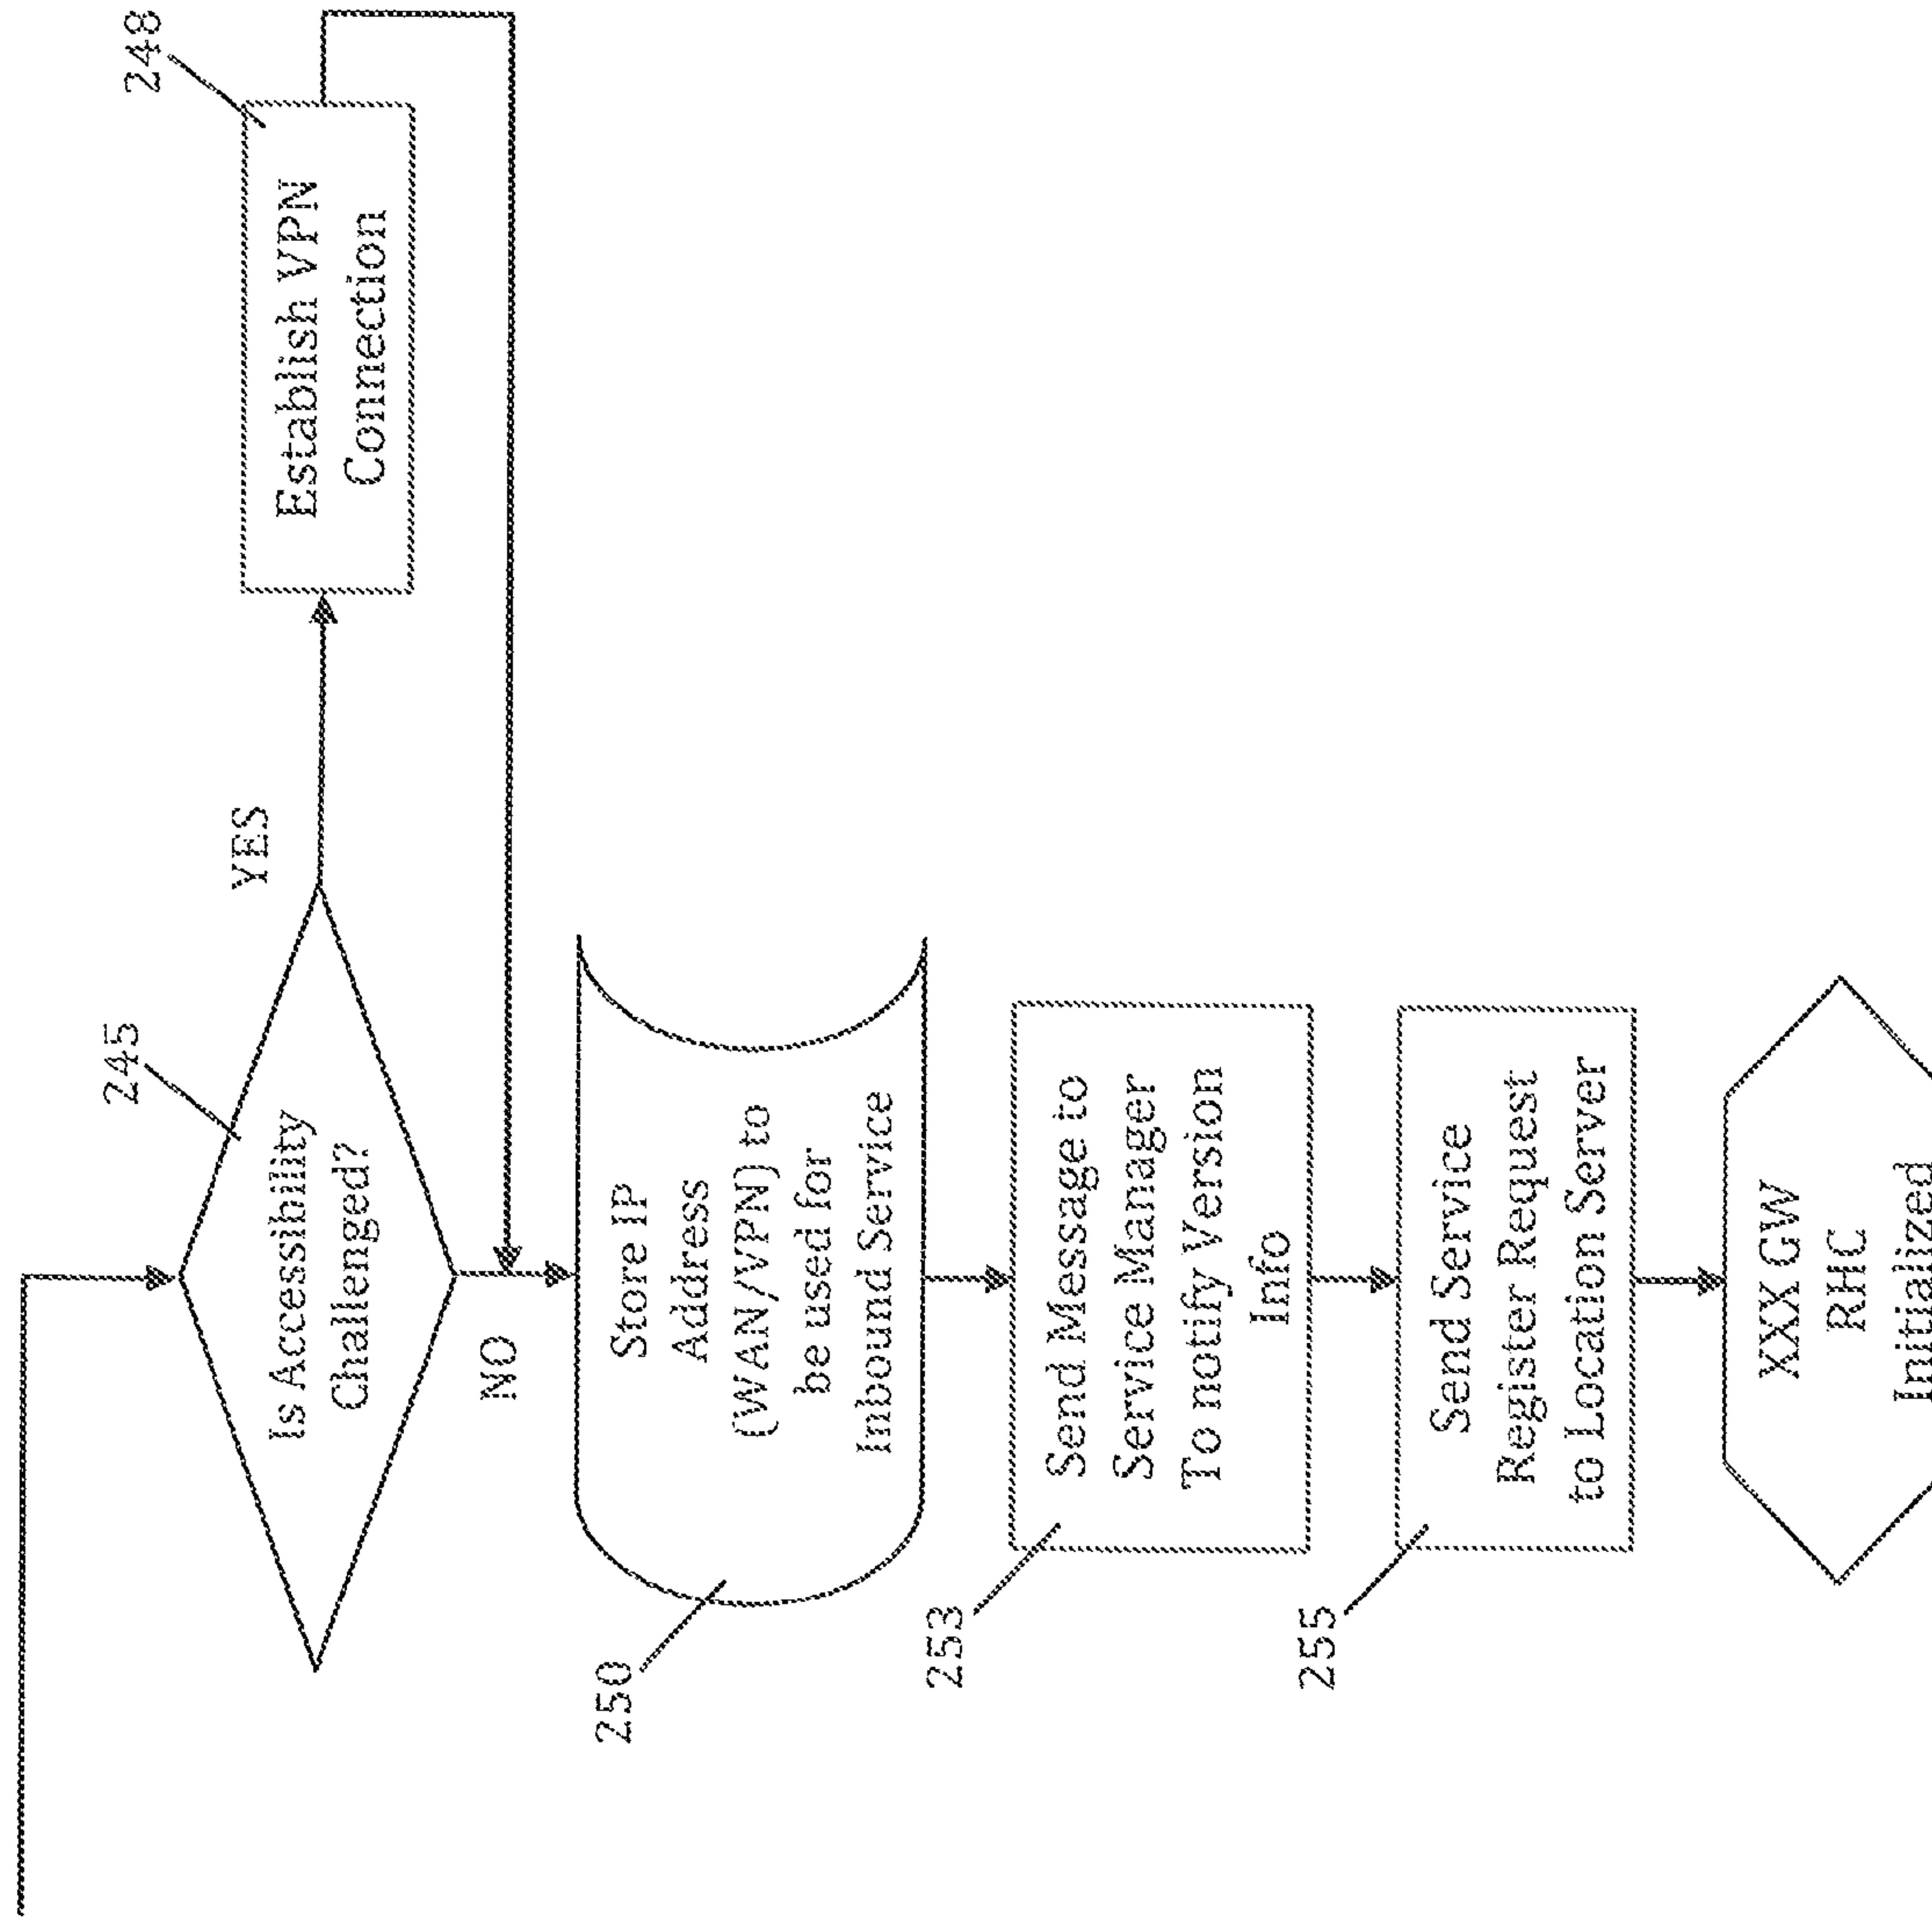 245
Is Accessibility
Challenged?
YES
248
Establish VPN
Connection
NO
250
Store IP
Address
(WAN/VPN) to
be used for
Inbound Service
253
Send Message to
Service Manager
To notify Version
Info
255
Send Service
Register Request
to Location Server
XXX GW
RHC
Initialized